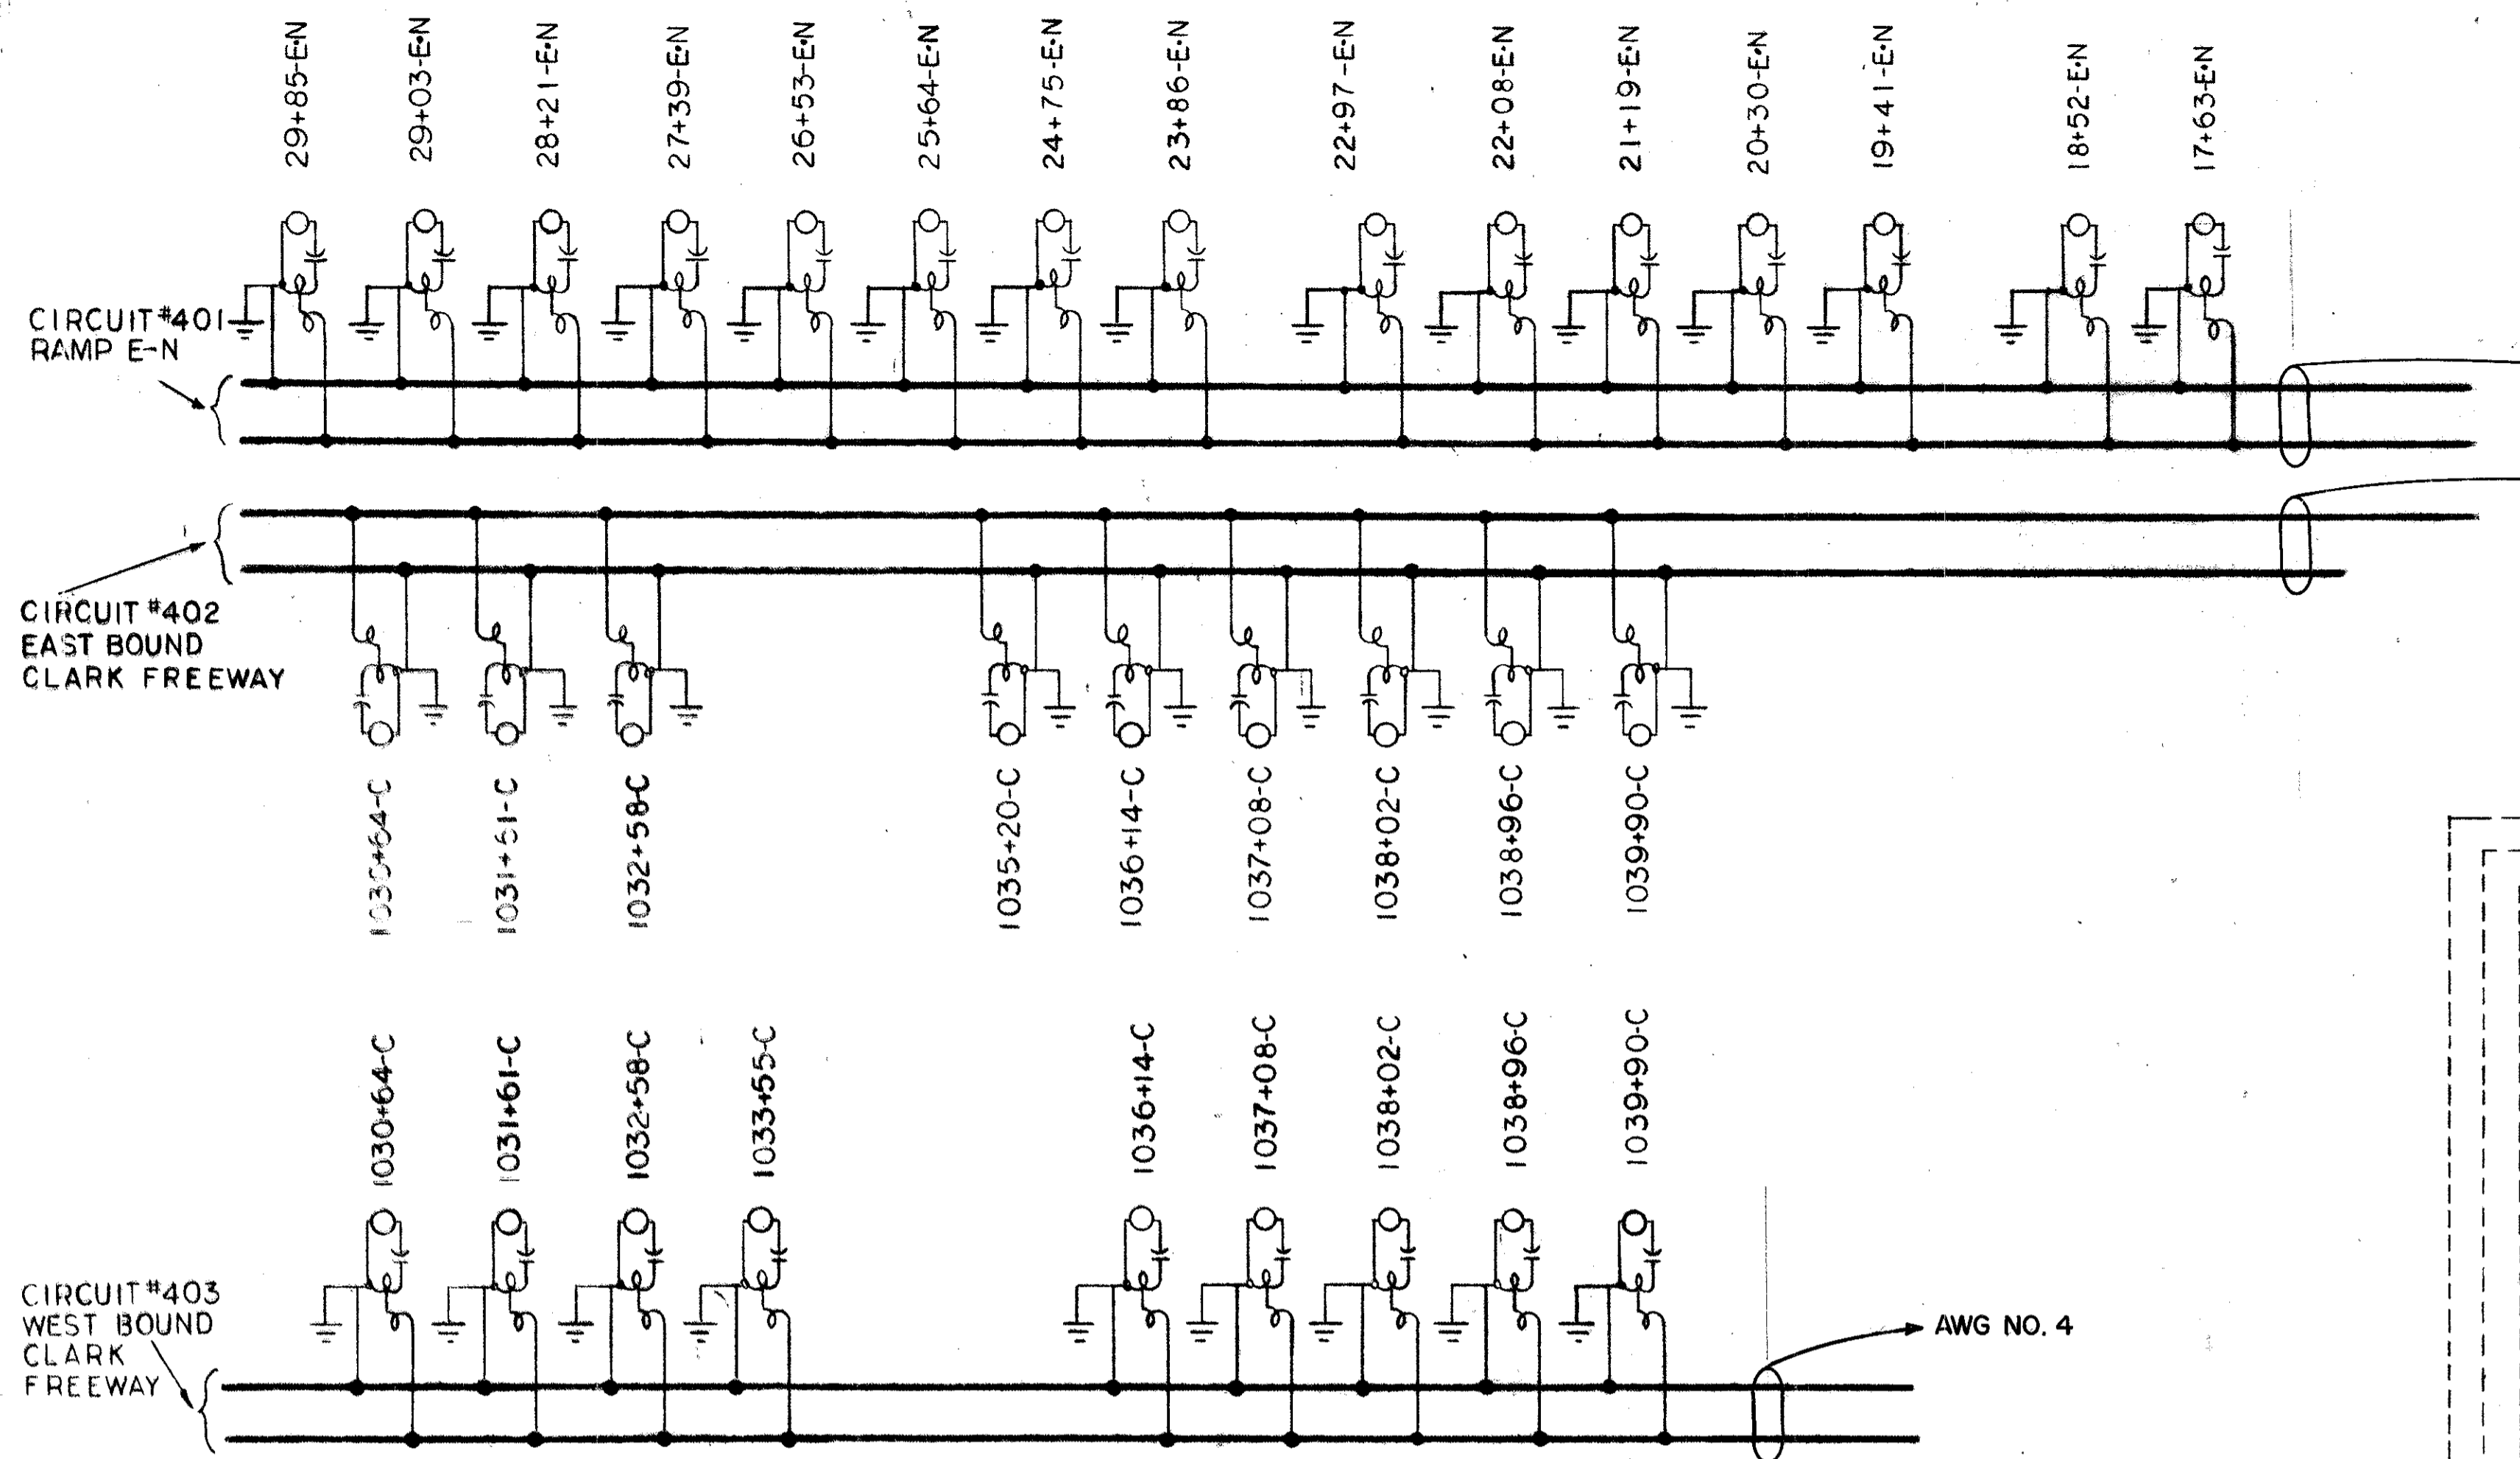 29+85-E·N
29+03-E·N
28+21-E·N
27+39-E·N
26+53-E·N
25+64-E·N
24+75-E·N
23+86-E·N
22+97-E·N
22+08-E·N
21+19-E·N
20+30-E·N
19+41-E·N
18+52-E·N
17+63-E·N
CIRCUIT #401
RAMP E-N
CIRCUIT #402
EAST BOUND
CLARK FREEWAY
1030+64-C
1031+61-C
1032+58-C
1035+20-C
1036+14-C
1037+08-C
1038+02-C
1038+96-C
1039+90-C
1030+64-C
1031+61-C
1032+58-C
1033+55-C
1036+14-C
1037+08-C
1038+02-C
1038+96-C
1039+90-C
CIRCUIT #403
WEST BOUND
CLARK
FREEWAY
AWG NO. 4